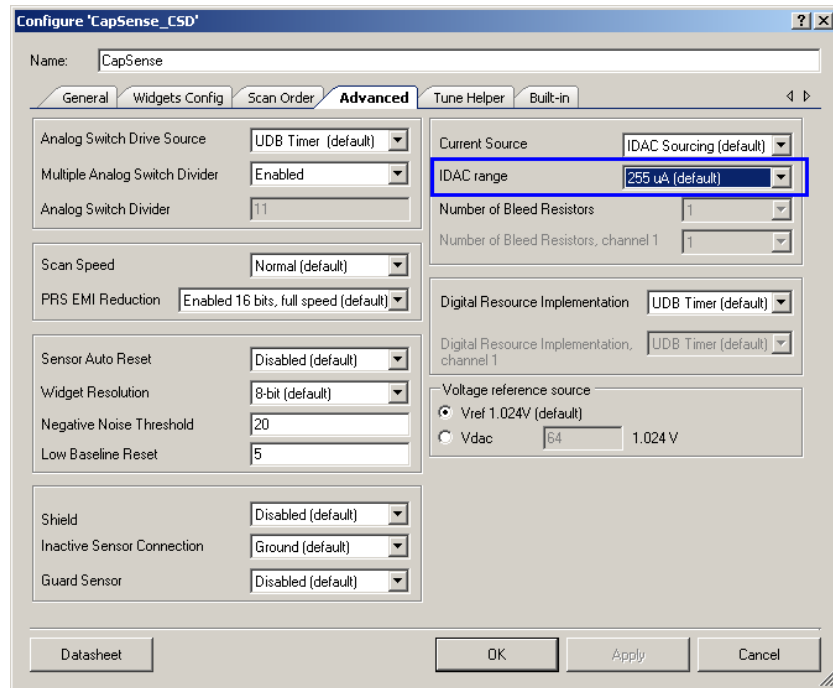 Configure 'CapSense_CSD'
Name: CapSense
General Widgets Config Scan Order Advanced Tune Helper Built-in
Analog Switch Drive Source UDB Timer (default)
Multiple Analog Switch Divider Enabled
Analog Switch Divider 11
Scan Speed Normal (default)
PRS EMI Reduction Enabled 16 bits, full speed (default)
Sensor Auto Reset Disabled (default)
Widget Resolution 8-bit (default)
Negative Noise Threshold 20
Low Baseline Reset 5
Shield Disabled (default)
Inactive Sensor Connection Ground (default)
Guard Sensor Disabled (default)
Current Source IDAC Sourcing (default)
IDAC range 255 uA (default)
Number of Bleed Resistors 1
Number of Bleed Resistors, channel 1 1
Digital Resource Implementation UDB Timer (default)
Digital Resource Implementation, channel 1 UDB Timer (default)
Voltage reference source
Vref 1.024V (default)
Vdac 64 1.024 V
Datasheet OK Apply Cancel